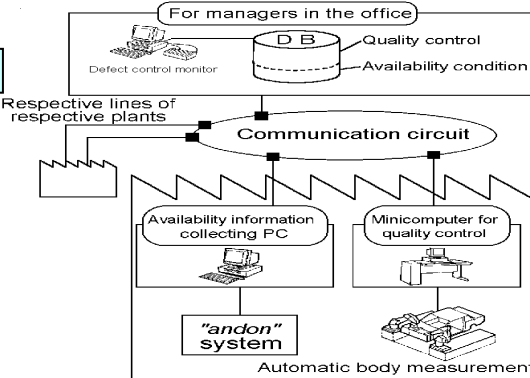 For managers in the office
D B
Quality control
Availability condition
Defect control monitor
Respective lines of
respective plants
Communication circuit
Availability information
collecting PC
Minicomputer for
quality control
"andon"
system
Automatic body measurement